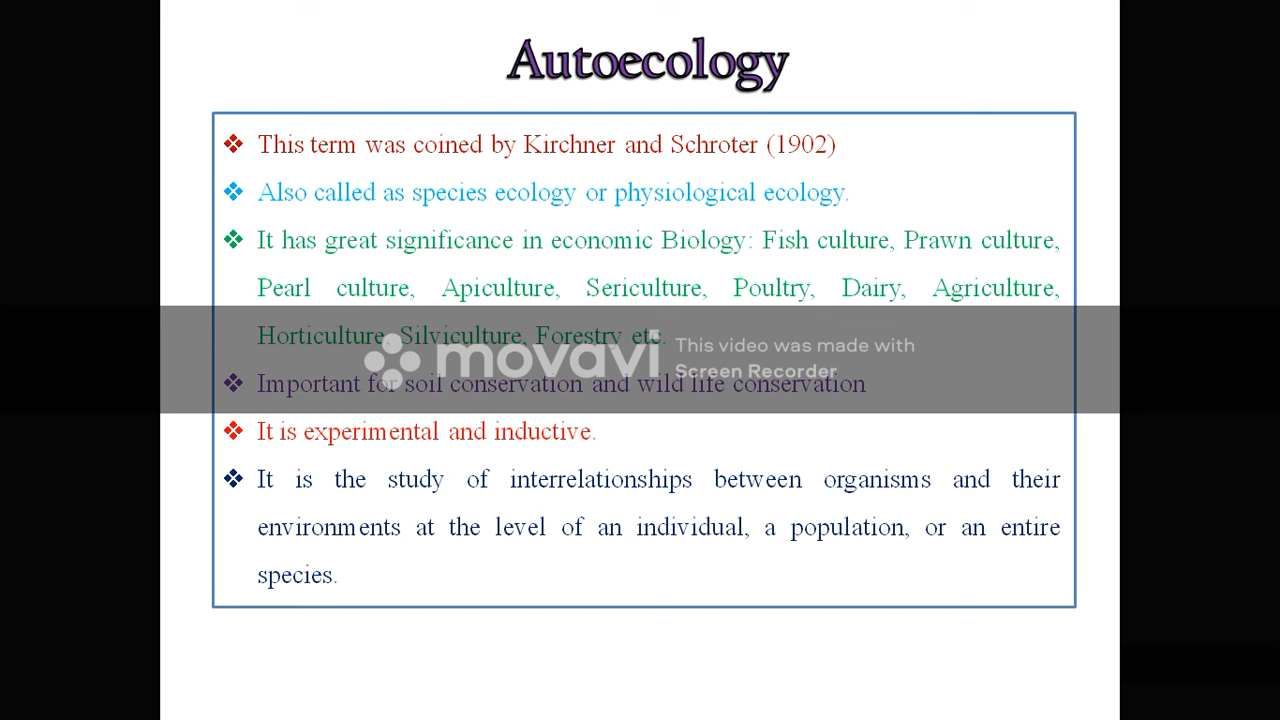 Autoecology
This term was coined by Kirchner and Schroter (1902)
Also called as species ecology or physiological ecology.
It has great significance in economic Biology: Fish culture, Prawn culture,
Pearl culture, Apiculture, Sericulture, Poultry, Dairy, Agriculture,
Horticulture, Silviculture, Forestry etc.
movavi
This video was made with
Screen Recorder
Important for soil conservation and wild life conservation
It is experimental and inductive.
It is the study of interrelationships between organisms and their
environments at the level of an individual, a population, or an entire
species.